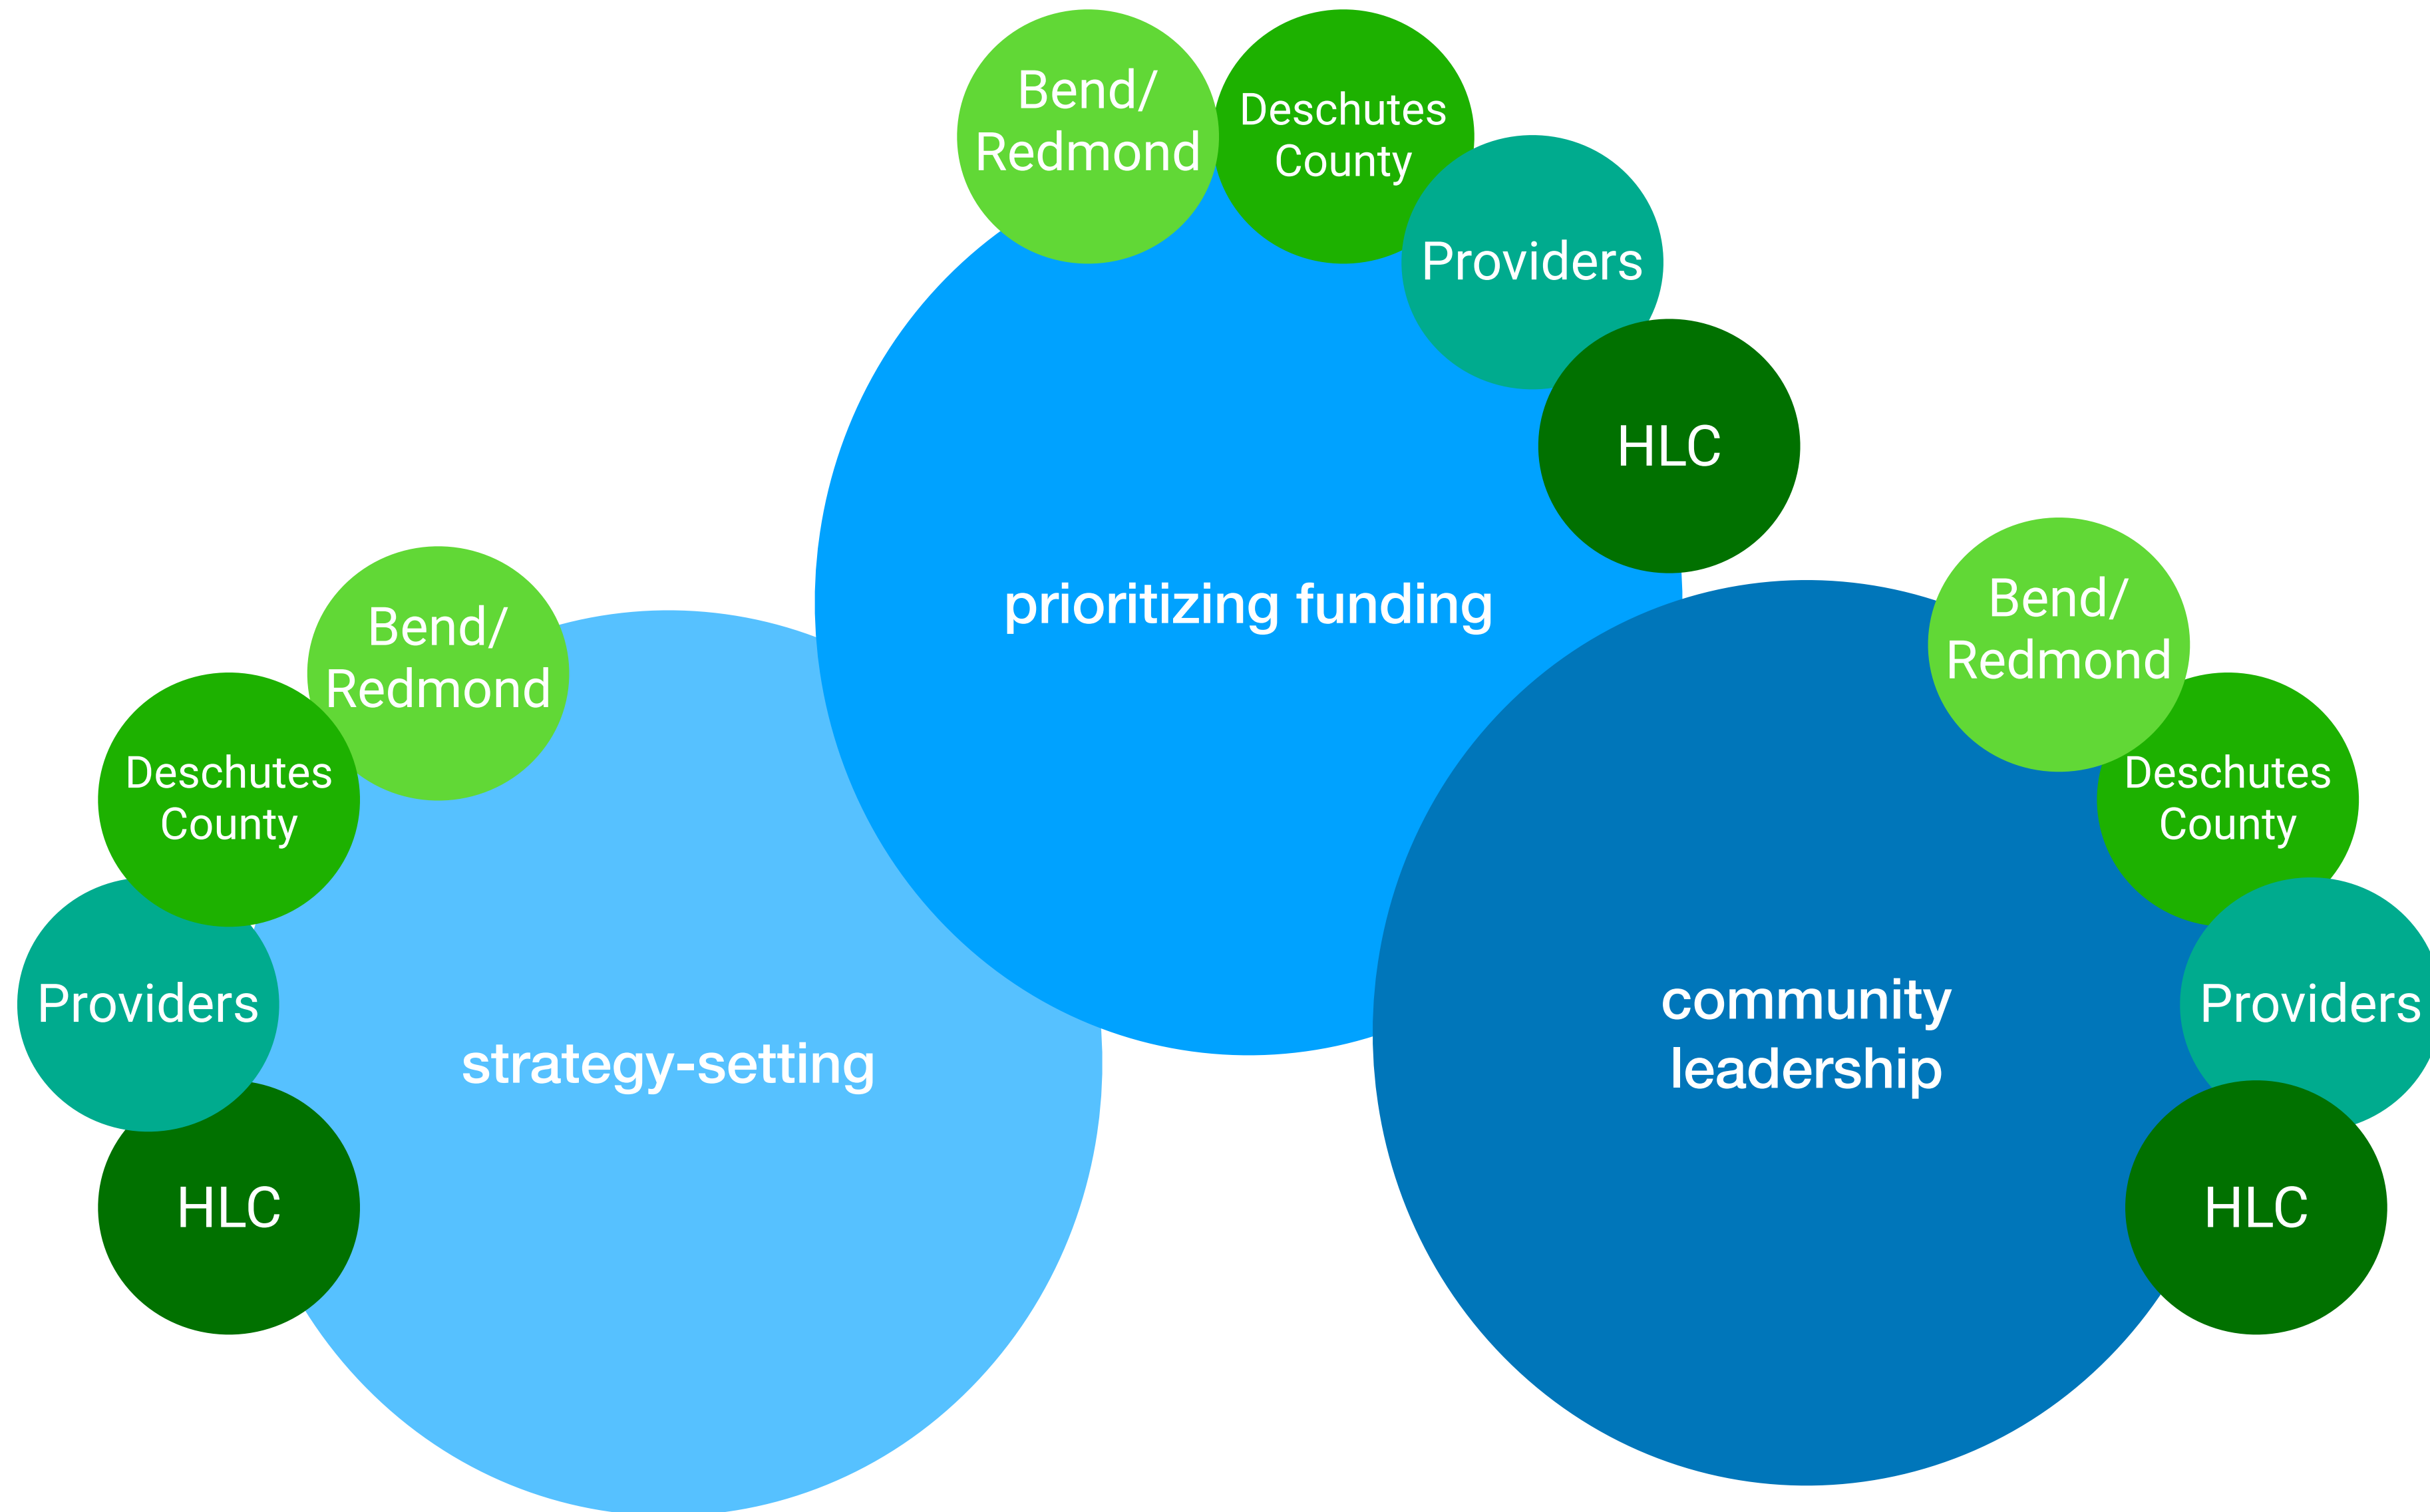 Bend/
Redmond
Deschutes
County
Providers
HLC
prioritizing funding
Bend/
Redmond
Deschutes
County
Providers
HLC
strategy-setting
Bend/
Redmond
Deschutes
County
Providers
HLC
community
leadership